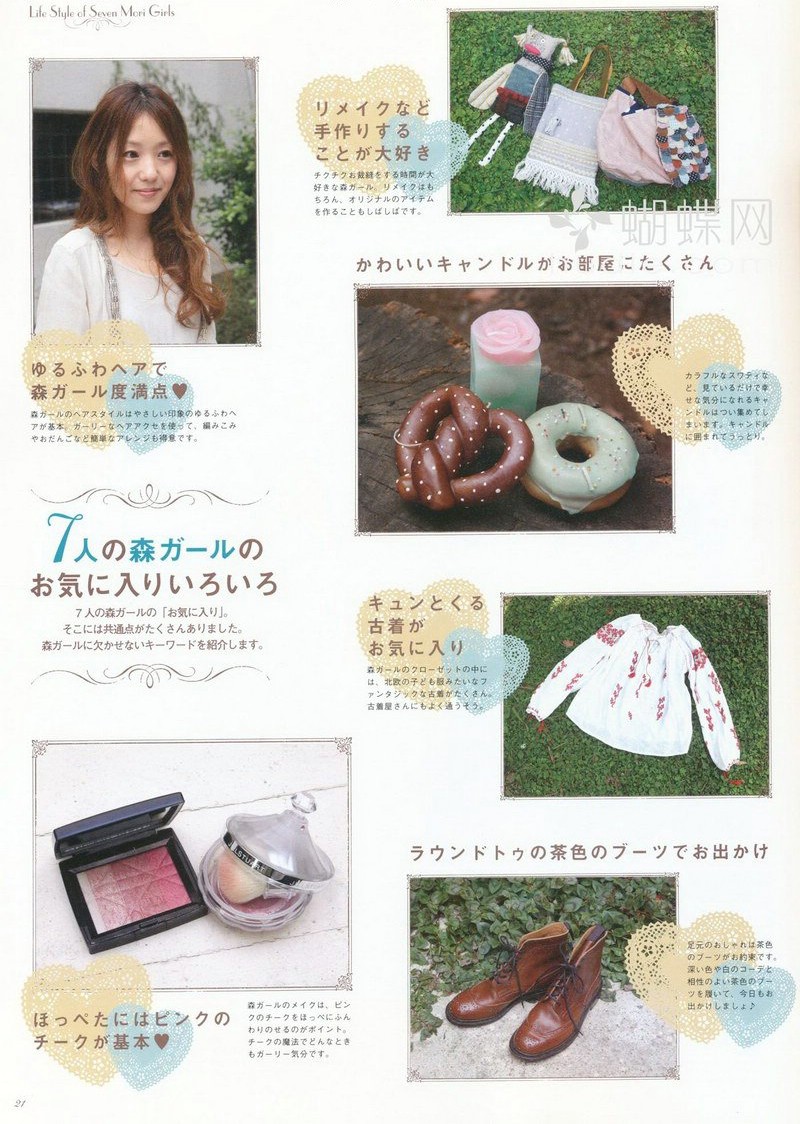 Life Style of Seven Mori Girls
ゆるふわヘアで
森ガール度満点♥
森ガールのヘアスタイルはやさしい印象のゆるふわヘ
アが基本。ガーリーなヘアアクセを使って、編みこみ
やおだんごなど簡単なアレンジも得意です。
リメイクなど
手作りする
ことが大好き
チクチクお裁縫をする時間が大
好きな森ガール。リメイクはも
ちろん、オリジナルのアイテム
を作ることもしばしばです。
蝴蝶网
かわいいキャンドルがお部屋にたくさん
カラフルなスウィティな
ど、見ているだけで幸
せな気分になれるキャ
ンドルはつい集めてし
まいます。キャンドル
に囲まれてうっとり。
7人の森ガールの
お気に入りいろいろ
7人の森ガールの「お気に入り」。
そこには共通点がたくさんありました。
森ガールに欠かせないキーワードを紹介します。
キュンとくる
古着が
お気に入り
森ガールのクローゼットの中に
は、北欧の子ども服みたいなフ
ァンタジックな古着がたくさん。
古着屋さんにもよく通うそう。
JILL STUART
ほっぺたにはピンクの
チークが基本♥
森ガールのメイクは、ピン
クのチークをほっぺにふん
わりのせるのがポイント。
チークの魔法でどんなとき
もガーリー気分です。
ラウンドトゥの茶色のブーツでお出かけ
足元のおしゃれは茶色
のブーツがお約束です。
深い色や白のコーデと
相性のよい茶色のブー
ツを履いて、今日もお
出かけしましょ♪
21